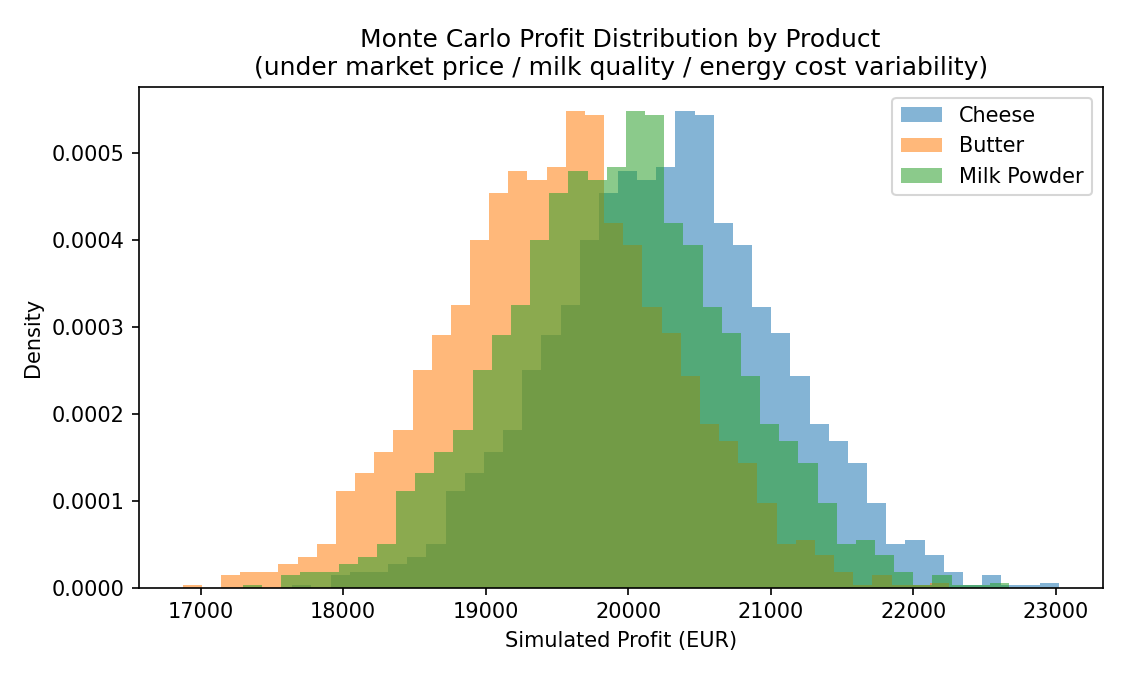 Monte Carlo Profit Distribution by Product
(under market price / milk quality / energy cost variability)
Cheese
Butter
Milk Powder
Density
0.0005
0.0004
0.0003
0.0002
0.0001
0.0000
17000 18000 19000 20000 21000 22000 23000
Simulated Profit (EUR)